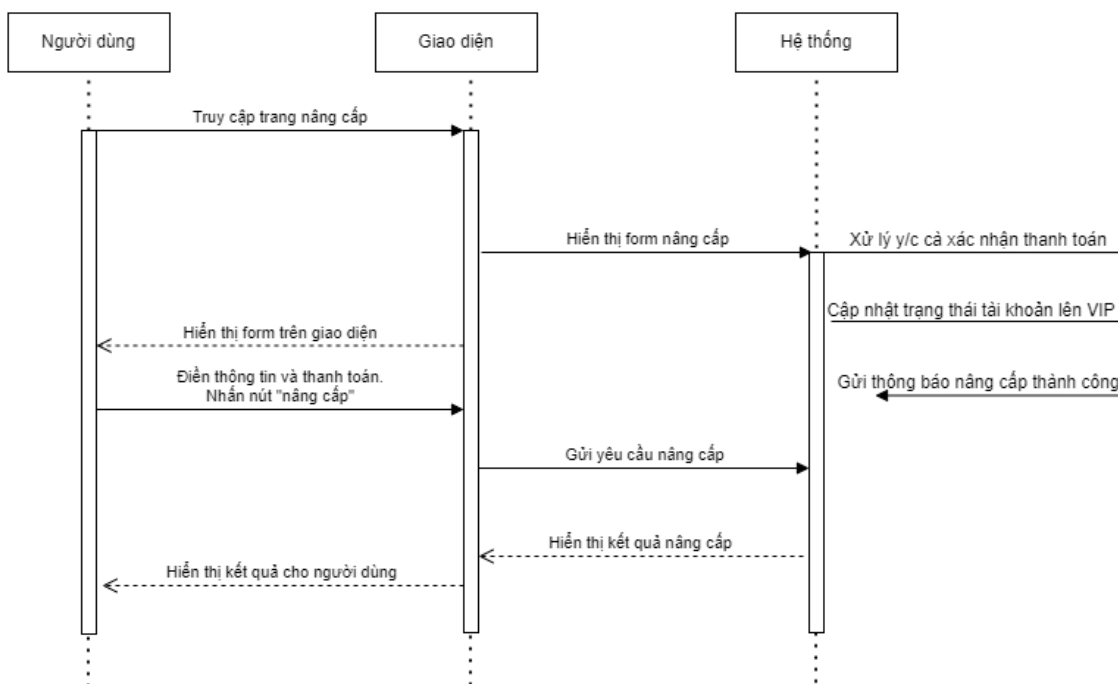 Người dùng
Giao diện
Hệ thống
Truy cập trang nâng cấp
Hiển thị form nâng cấp
Xử lý y/c cả xác nhận thanh toán
Cập nhật trạng thái tài khoản lên VIP
Hiển thị form trên giao diện
Điền thông tin và thanh toán.
Nhấn nút "nâng cấp"
Gửi thông báo nâng cấp thành công
Gửi yêu cầu nâng cấp
Hiển thị kết quả nâng cấp
Hiển thị kết quả cho người dùng